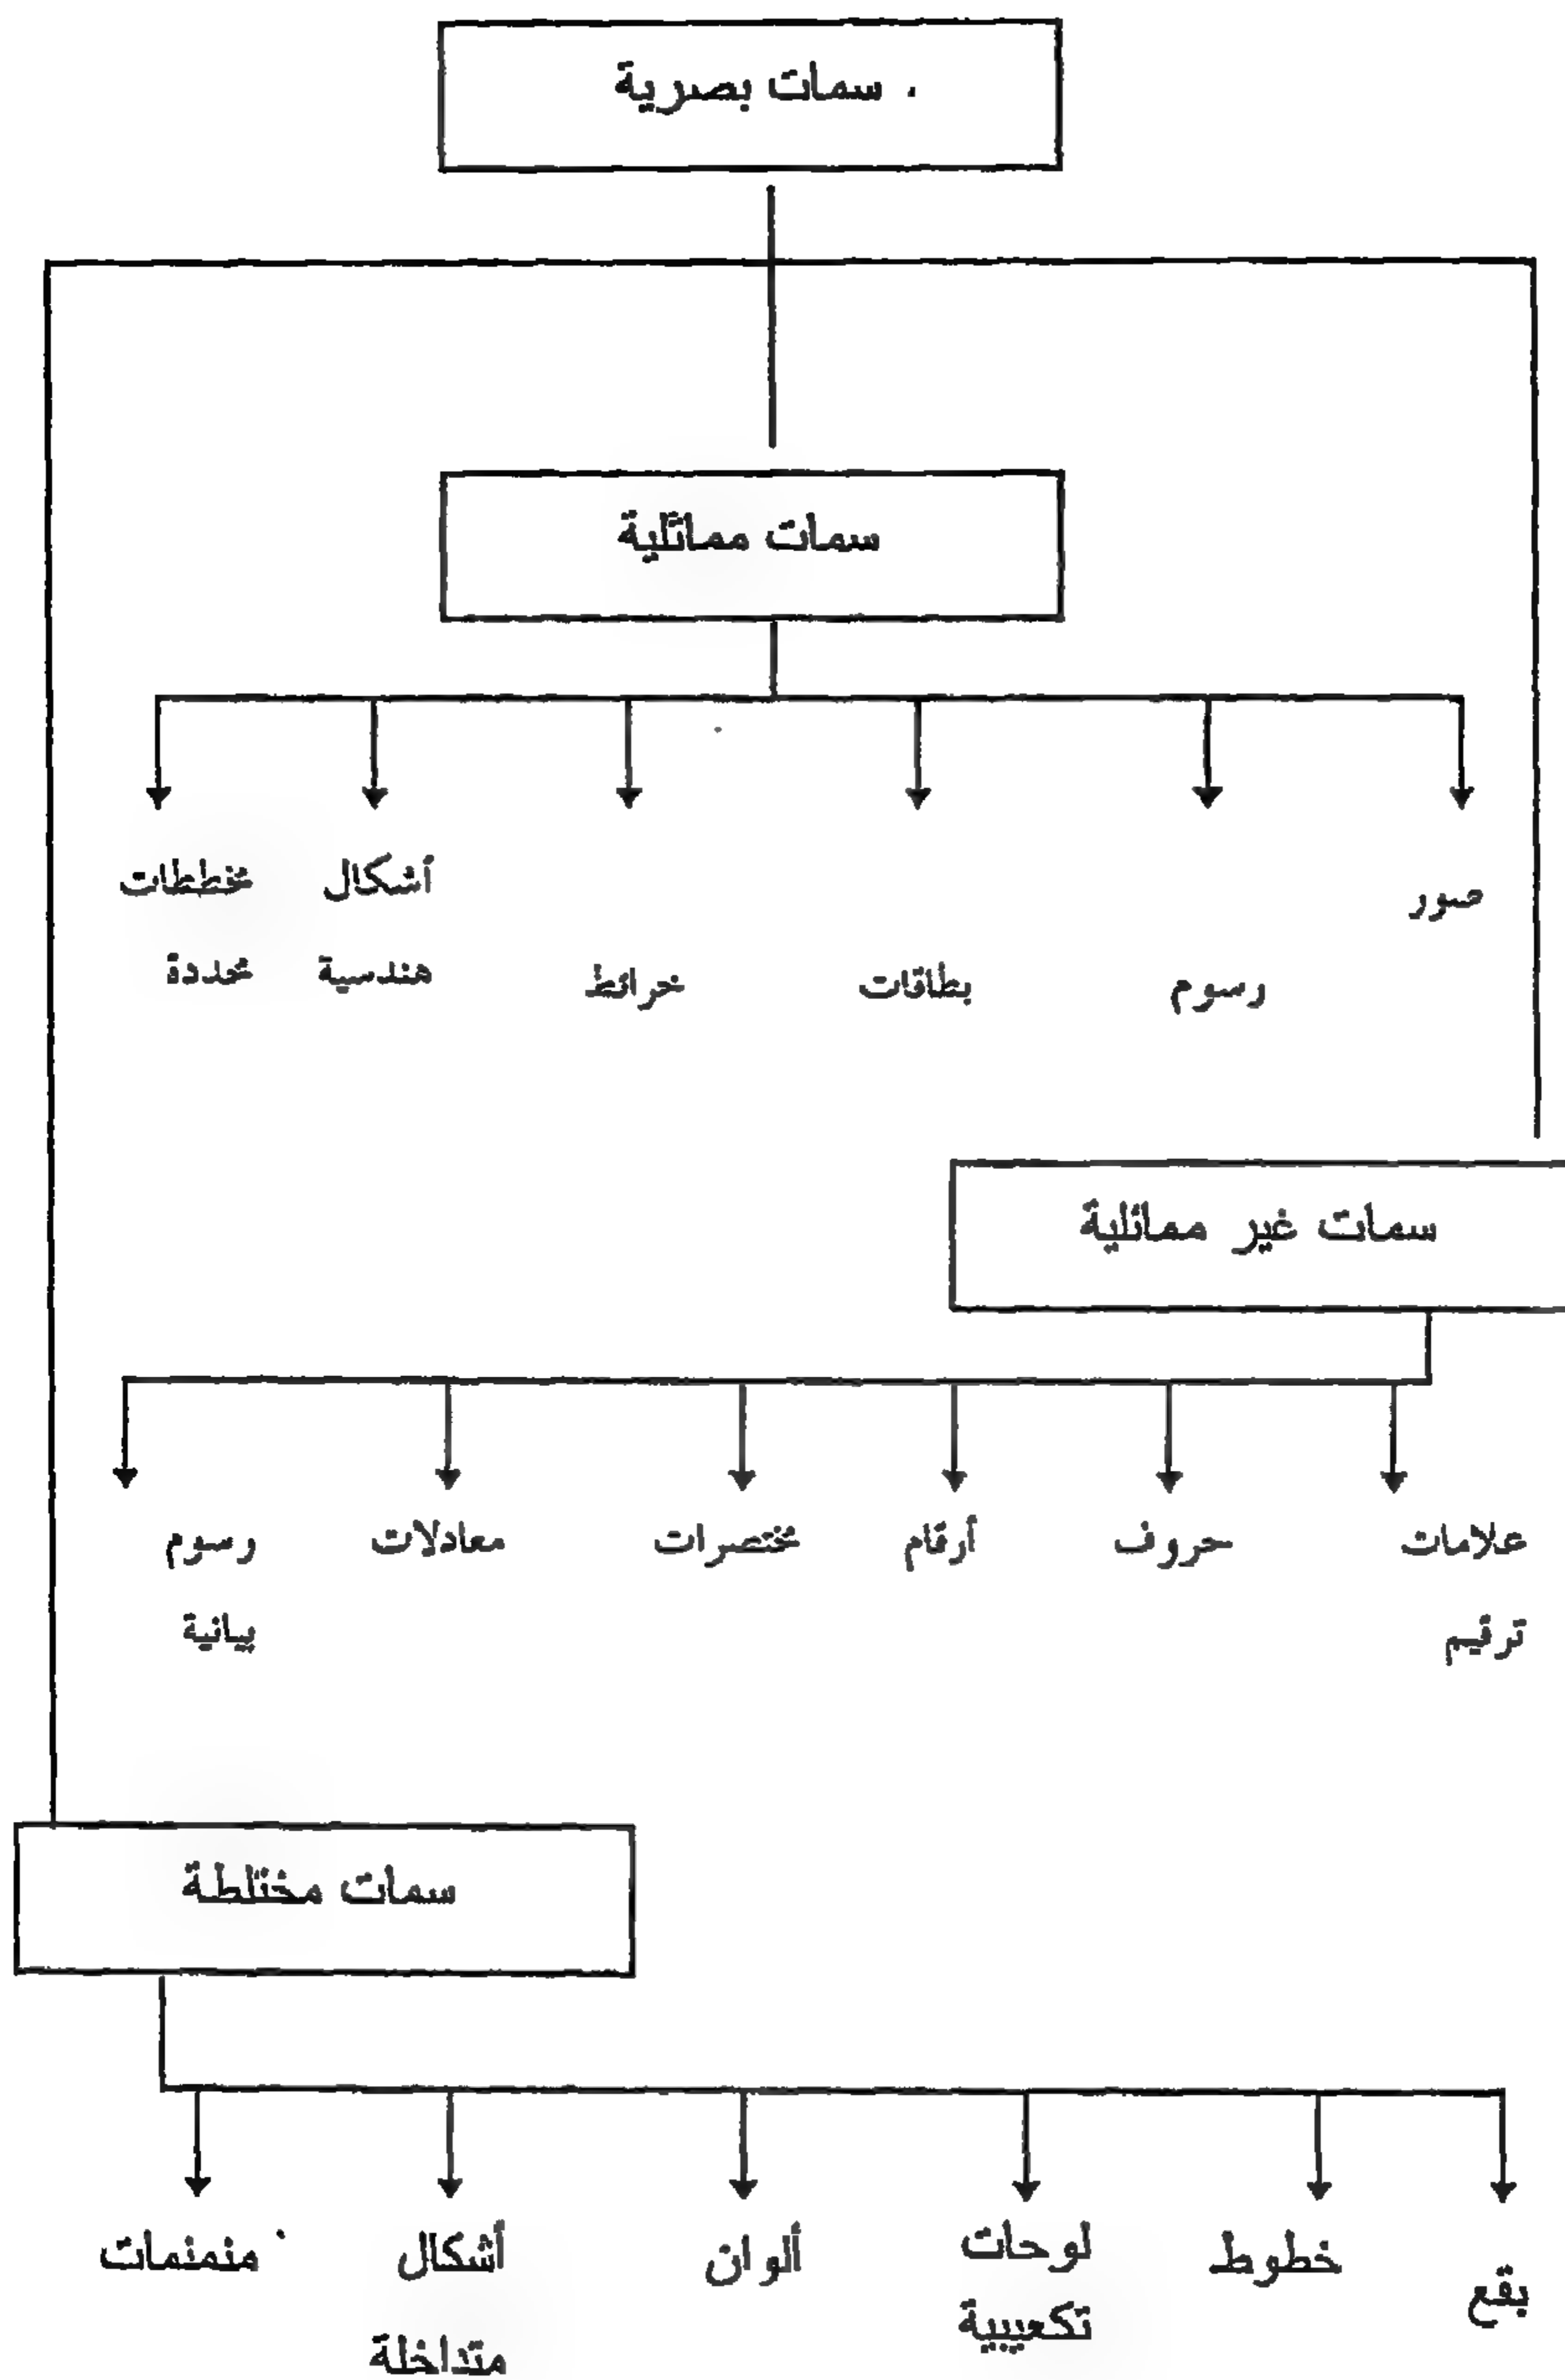 سمات بصرية
سمات مماثلية
صور
رسوم
بطاقات
خرائط
أشكال
هندسية
مخططات
محددة
سمات غير مماثلية
علامات
ترقيم
حروف
أرقام
مختصرات
معادلات
رسوم
بيانية
سمات مختلطة
بقع
خطوط
لوحات
تكعيبية
ألوان
أشكال
متداخلة
منمنمات